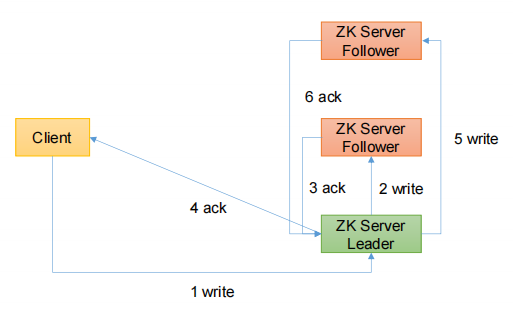 ZK Server
Follower
6 ack
Client
ZK Server
Follower
5 write
3 ack
2 write
4 ack
ZK Server
Leader
1 write